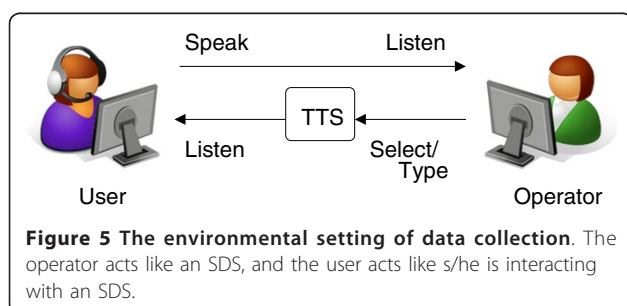 Speak Listen
TTS
Listen Select/
Type
User Operator
Figure 5 The environmental setting of data collection. The
operator acts like an SDS, and the user acts like s/he is interacting
with an SDS.